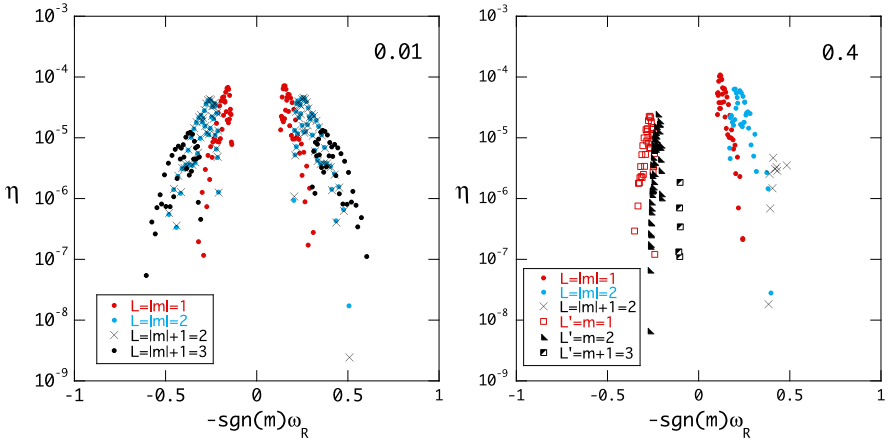 10⁻³
10⁻⁴
10⁻⁵
10⁻⁶
10⁻⁷
10⁻⁸
10⁻⁹
η
0.01
L=|m|=1
L=|m|=2
L=|m|+1=2
L=|m|+1=3
-1
-0.5
0
0.5
1
-sgn(m)ω_R
10⁻³
10⁻⁴
10⁻⁵
10⁻⁶
10⁻⁷
10⁻⁸
10⁻⁹
η
0.4
L=|m|=1
L=|m|=2
L=|m|+1=2
L'=m=1
L'=m=2
L'=m+1=3
-1
-0.5
0
0.5
1
-sgn(m)ω_R